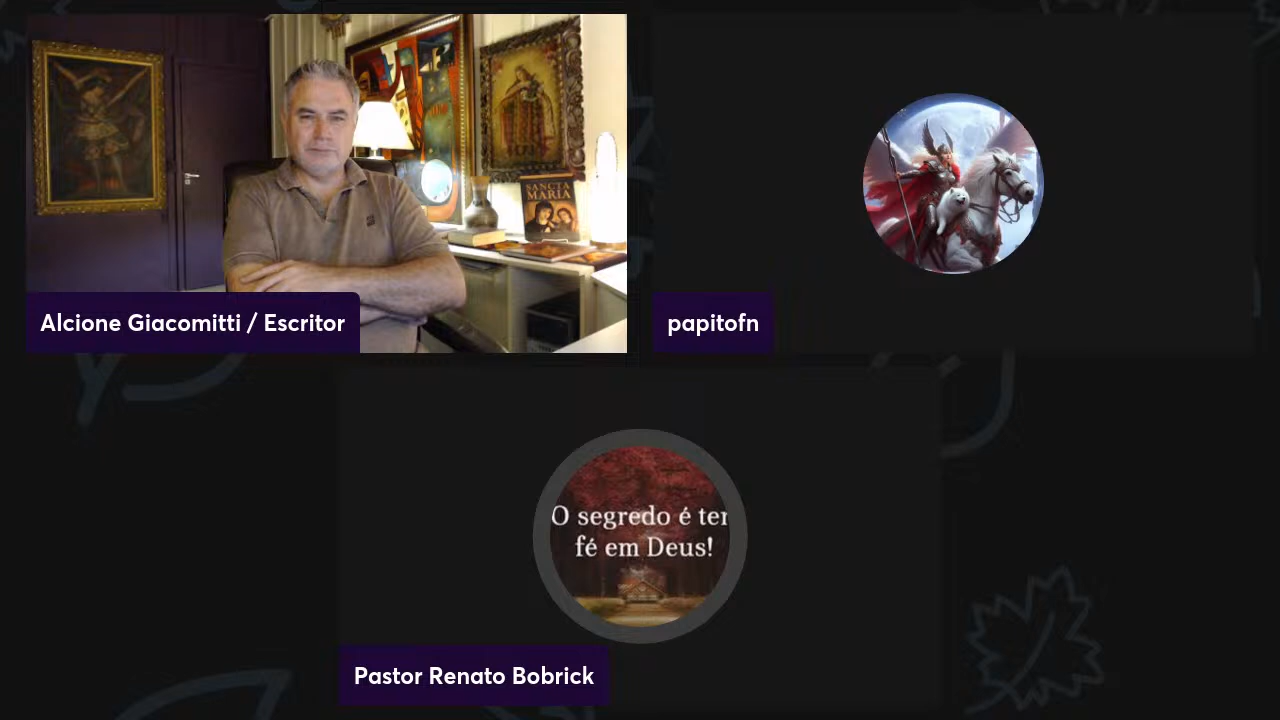 SANCTA
MARIA
Alcione Giacomitti / Escritor
papitofn
O segredo é ter
fé em Deus!
Pastor Renato Bobrick